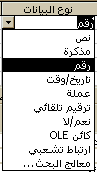 نوع البيانات
رقم
نص
مذكرة
رقم
تاريخ/وقت
عملة
ترقيم تلقائي
نعم/لا
كائن OLE
ارتباط تشعبي
معالج البحث...